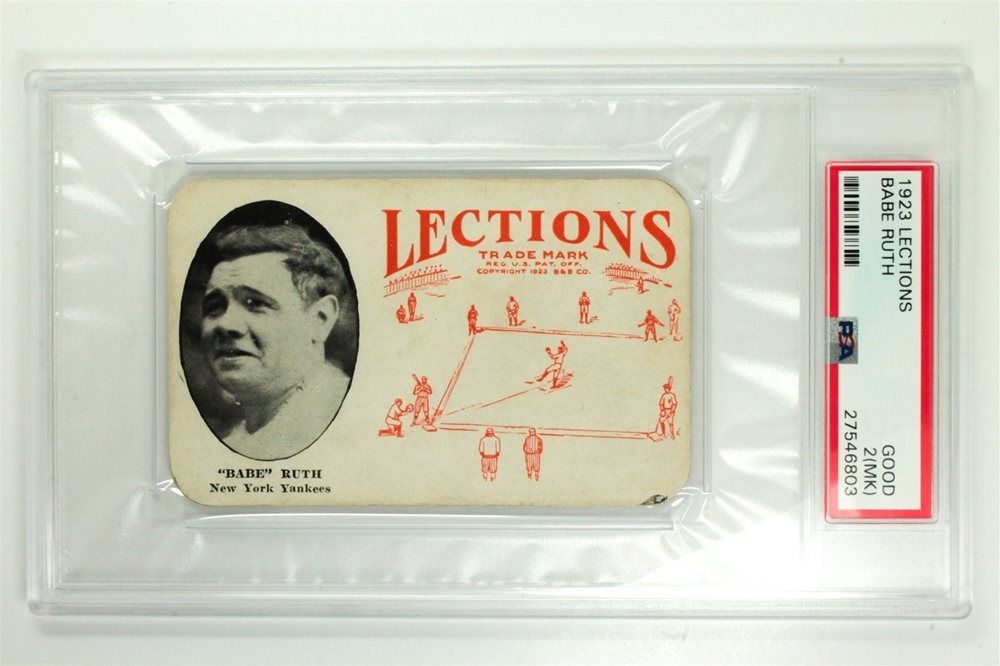 LECTIONS
TRADE MARK
REG. U.S. PAT. OFF.
COPYRIGHT 1923 B&B CO.
"BABE" RUTH
New York Yankees
1923 LECTIONS
BABE RUTH
PSA
GOOD
2(MK)
27546803